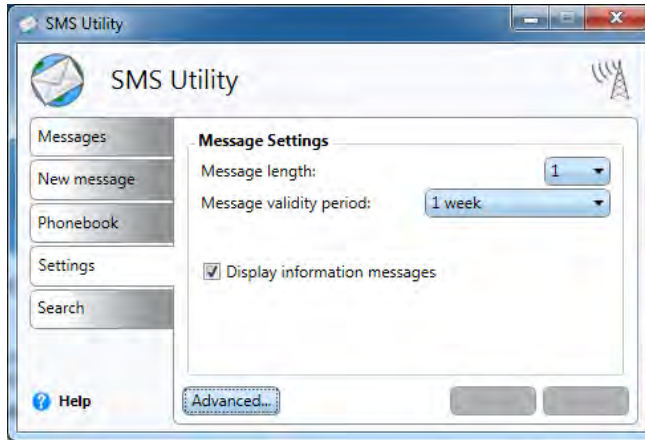 SMS Utility
SMS Utility
Messages
New message
Phonebook
Settings
Search
Help
Message Settings
Message length: 1
Message validity period: 1 week
Display information messages
Advanced...